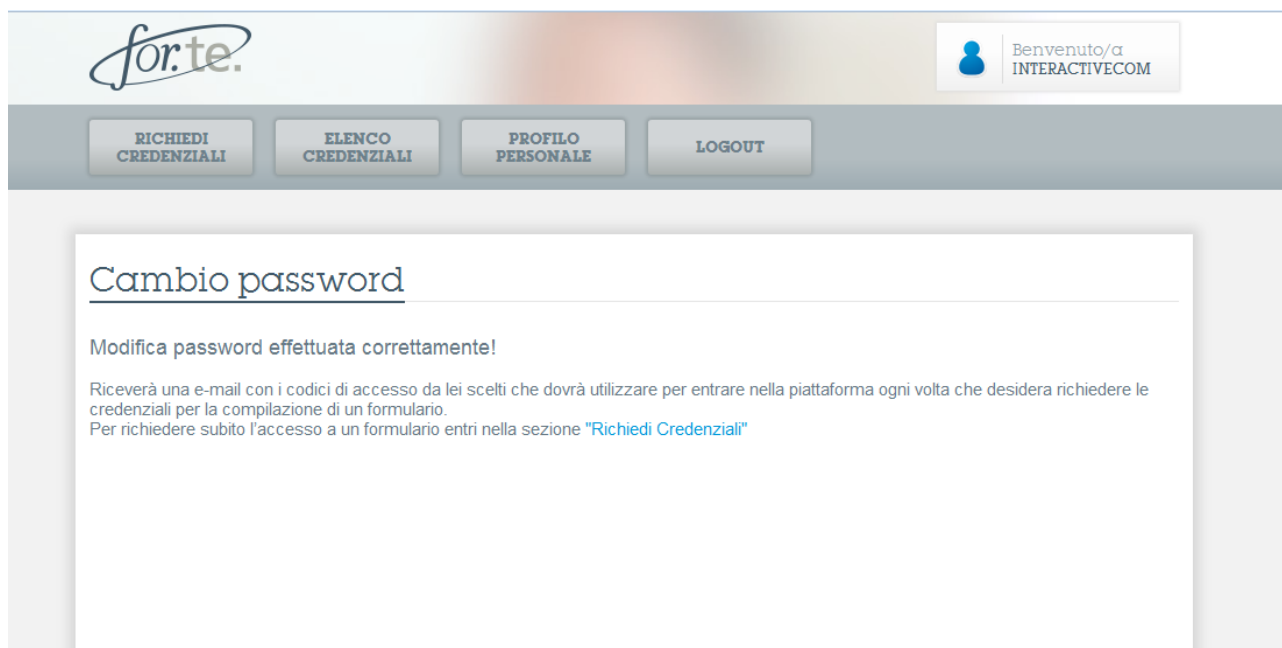 for.te.
Benvenuto/a
INTERACTIVECOM
RICHIEDI
CREDENZIALI
ELENCO
CREDENZIALI
PROFILO
PERSONALE
LOGOUT
Cambio password
Modifica password effettuata correttamente!
Riceverà una e-mail con i codici di accesso da lei scelti che dovrà utilizzare per entrare nella piattaforma ogni volta che desidera richiedere le
credenziali per la compilazione di un formulario.
Per richiedere subito l'accesso a un formulario entri nella sezione "Richiedi Credenziali"